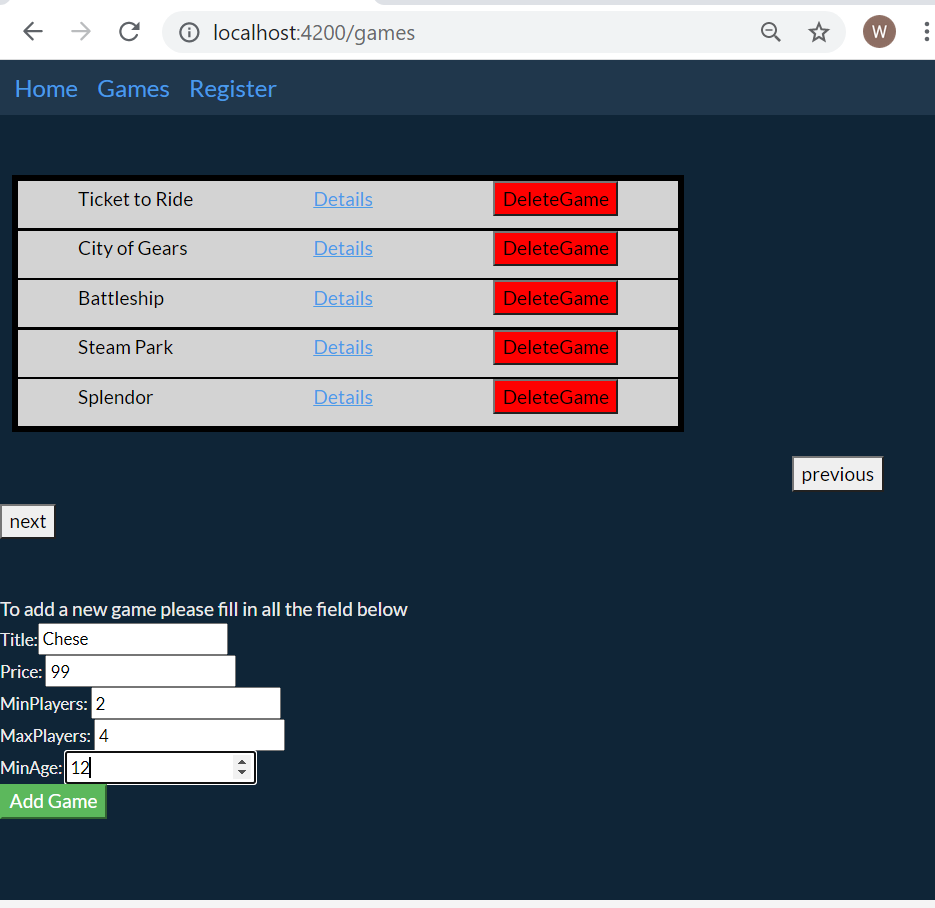 localhost:4200/games
W
Home Games Register
Ticket to Ride Details DeleteGame
City of Gears Details DeleteGame
Battleship Details DeleteGame
Steam Park Details DeleteGame
Splendor Details DeleteGame
previous
next
To add a new game please fill in all the field below
Title: Chese
Price: 99
MinPlayers: 2
MaxPlayers: 4
MinAge: 12
Add Game